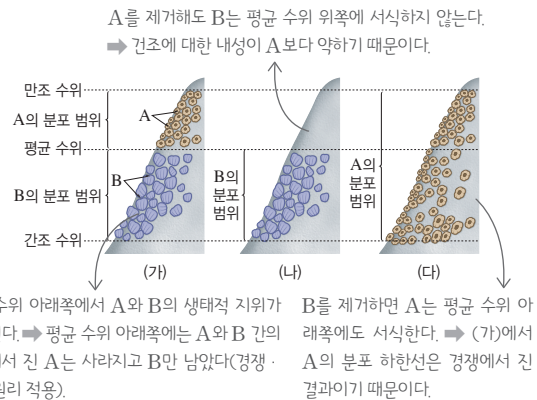 A를 제거해도 B는 평균 수위 위쪽에 서식하지 않는다.
➡ 건조에 대한 내성이 A보다 약하기 때문이다.
만조 수위
A의 분포 범위
평균 수위
B의 분포 범위
간조 수위
A
B
B의
분포
범위
A의
분포
범위
(가)
(나)
(다)
수위 아래쪽에서 A와 B의 생태적 지위가
다. ➡ 평균 수위 아래쪽에는 A와 B 간의
서 진 A는 사라지고 B만 남았다(경쟁·
원리 적용).
B를 제거하면 A는 평균 수위 아
래쪽에도 서식한다. ➡ (가)에서
A의 분포 하한선은 경쟁에서 진
결과이기 때문이다.